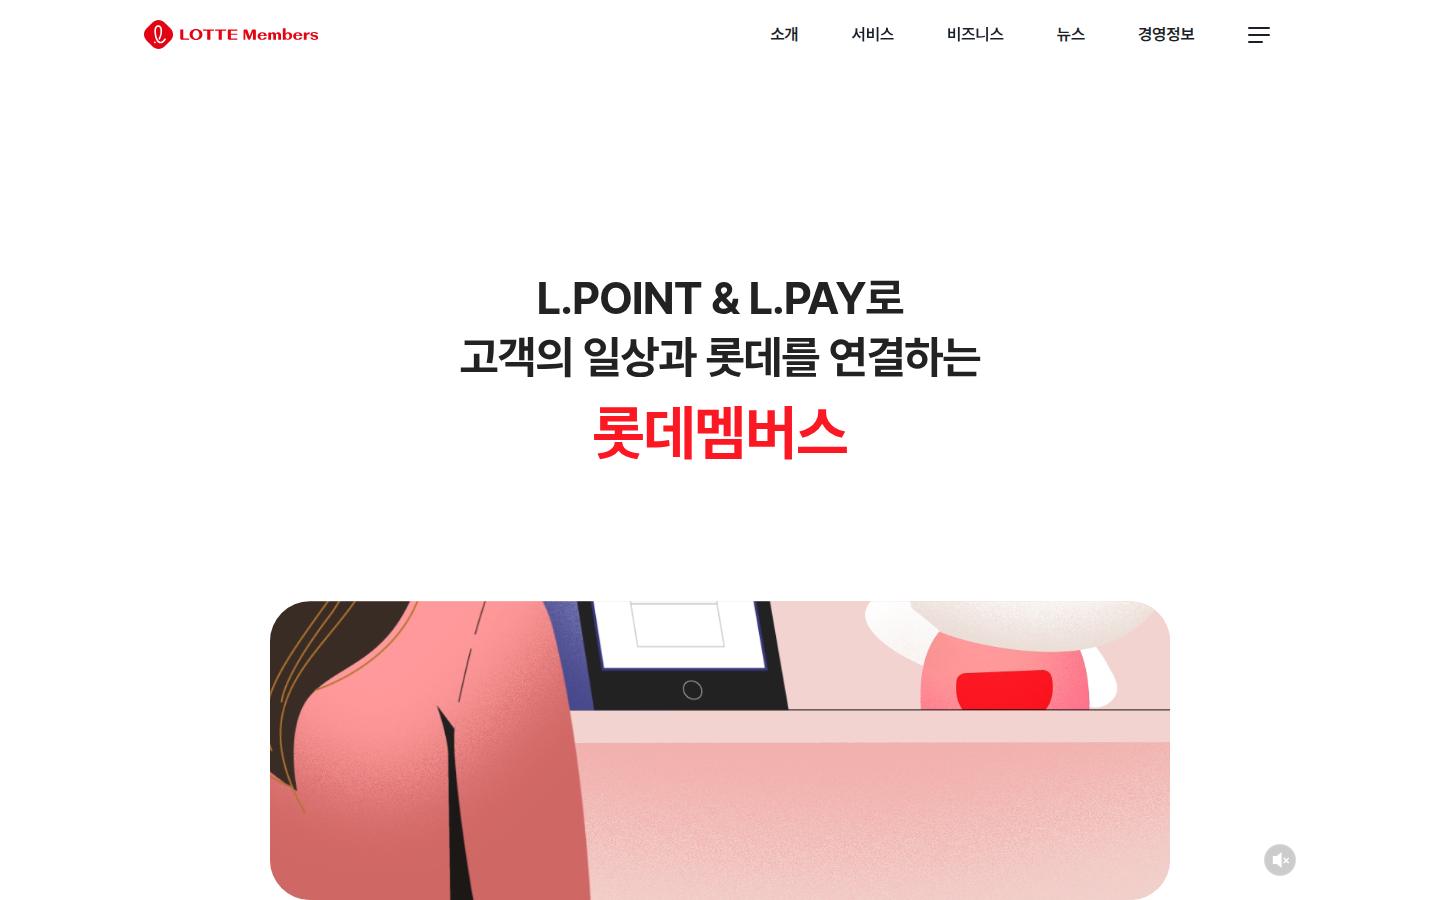 LOTTE Members
소개
서비스
비즈니스
뉴스
경영정보
L.POINT & L.PAY로
고객의 일상과 롯데를 연결하는
롯데멤버스